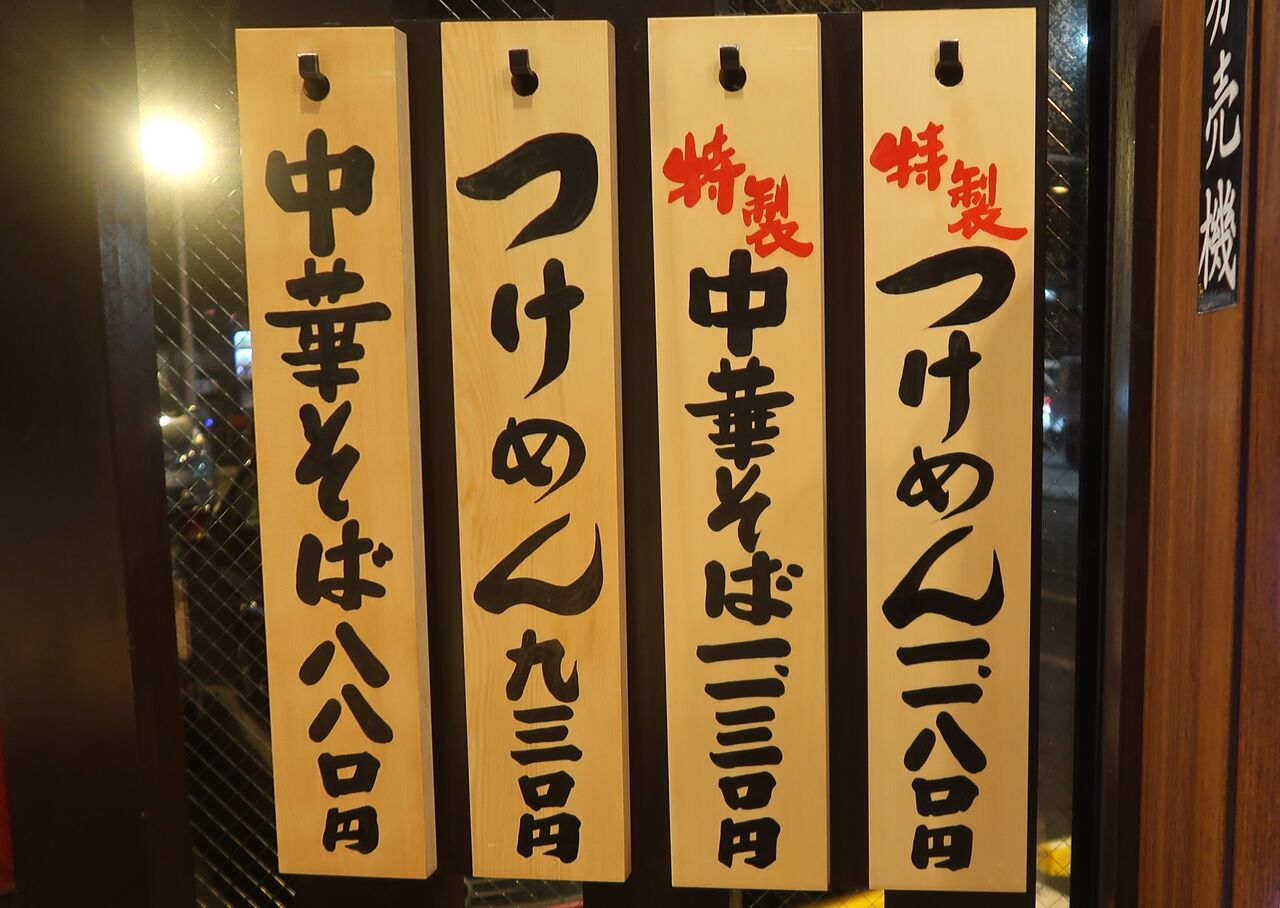 売機
特製
つけめん一、一八〇円
特製
中華そば一、一三〇円
つけめん九三〇円
中華そば八八〇円